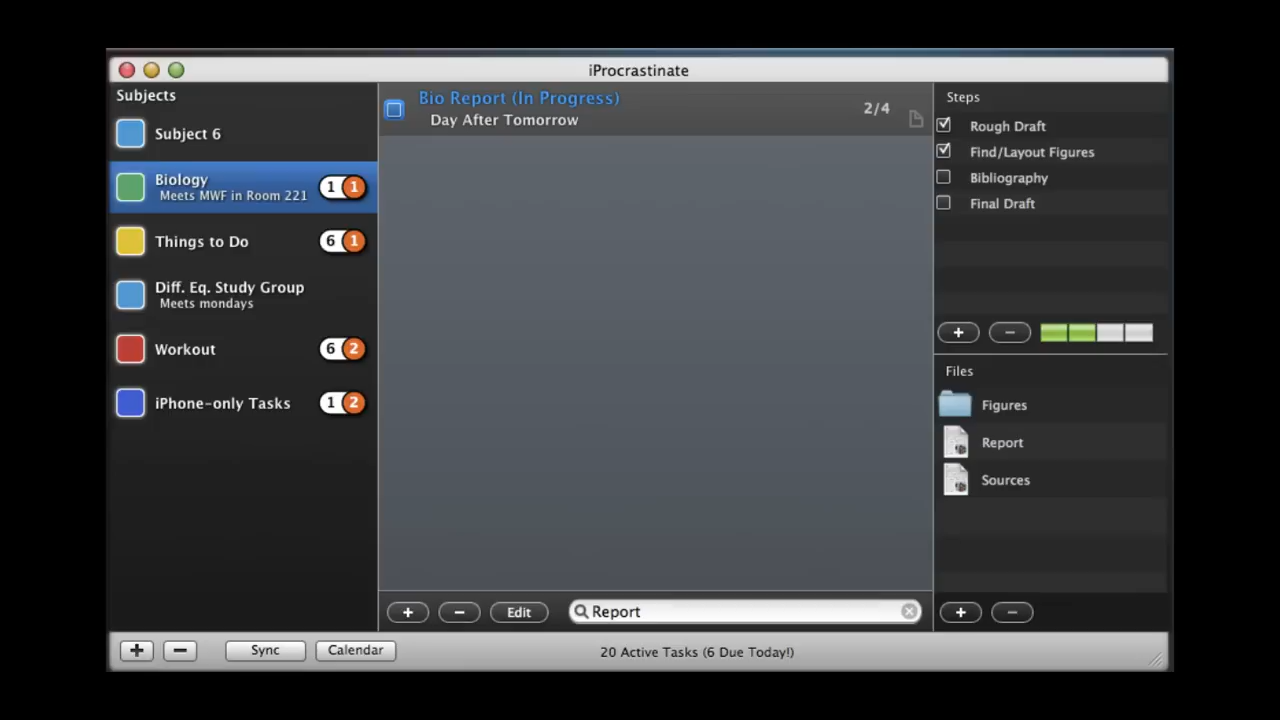 iProcrastinate
Subjects
Subject 6
Biology
Meets MWF in Room 221
1 1
Things to Do
6 1
Diff. Eq. Study Group
Meets mondays
Workout
6 2
iPhone-only Tasks
1 2
Bio Report (In Progress)
Day After Tomorrow
2/4
Steps
Rough Draft
Find/Layout Figures
Bibliography
Final Draft
+ −
Files
Figures
Report
Sources
+ − Edit Report
+ −
+ − Sync Calendar
20 Active Tasks (6 Due Today!)